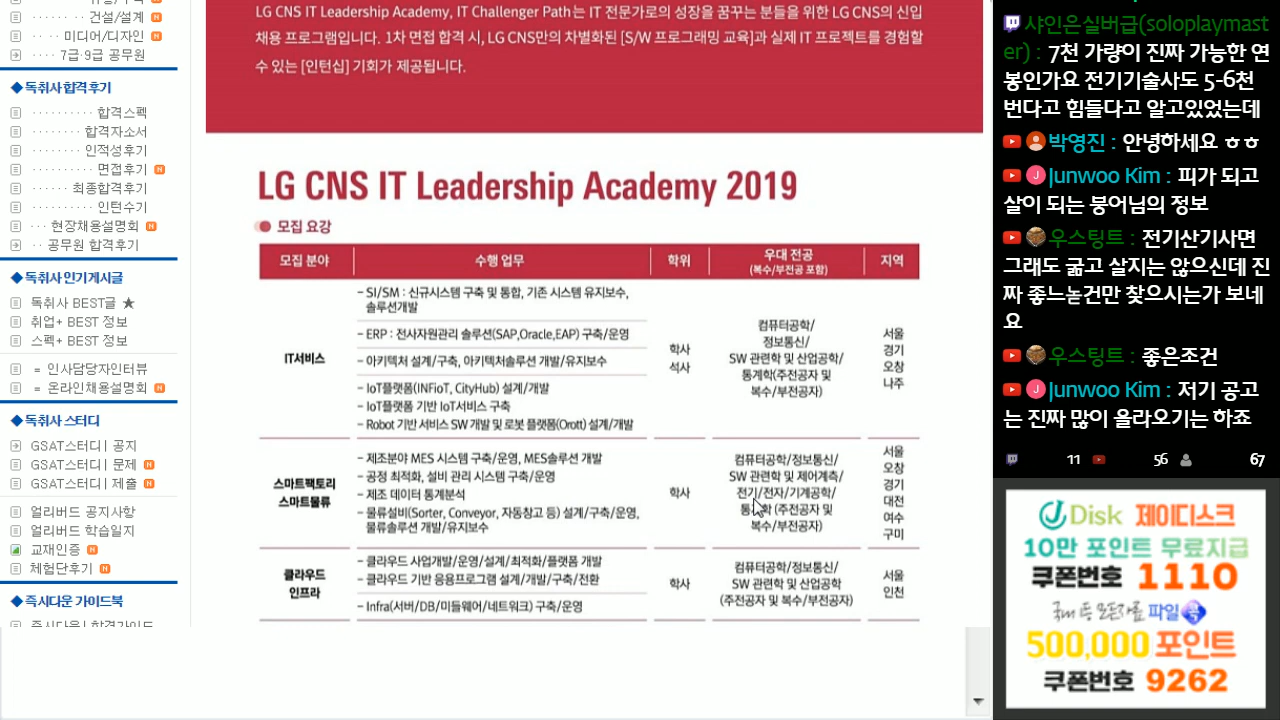 건설/설계
미디어/디자인
7급·9급 공무원
◆독취사 합격후기
합격스펙
합격자소서
인적성후기
면접후기
최종합격후기
인턴수기
현장채용설명회
공무원 합격후기
◆독취사 인기게시글
독취사 BEST글 ★
취업+ BEST 정보
스펙+ BEST 정보
= 인사담당자인터뷰
= 온라인채용설명회
◆독취사 스터디
GSAT스터디 | 공지
GSAT스터디 | 문제
GSAT스터디 | 제출
얼리버드 공지사항
얼리버드 학습일지
교재인증
체험단후기
◆즉시다운 가이드북
즉시다운 | 합격가이드
LG CNS IT Leadership Academy, IT Challenger Path는 IT 전문가로의 성장을 꿈꾸는 분들을 위한 LG CNS의 신입
채용 프로그램입니다. 1차 면접 합격 시, LG CNS만의 차별화된 [S/W 프로그래밍 교육]과 실제 IT 프로젝트를 경험할
수 있는 [인턴십] 기회가 제공됩니다.
LG CNS IT Leadership Academy 2019
모집 요강
모집 분야 수행 업무 학위 우대 전공 (복수/부전공 포함) 지역
IT서비스
- SI/SM : 신규시스템 구축 및 통합, 기존 시스템 유지보수,
솔루션개발
- ERP : 전사자원관리 솔루션(SAP,Oracle,EAP) 구축/운영
- 아키텍처 설계/구축, 아키텍처솔루션 개발/유지보수
- IoT플랫폼(INFioT, CityHub) 설계/개발
- IoT플랫폼 기반 IoT서비스 구축
- Robot 기반 서비스 SW 개발 및 로봇 플랫폼(Orott) 설계/개발
학사
석사
컴퓨터공학/
정보통신/
SW 관련학 및 산업공학/
통계학(주전공자 및
복수/부전공자)
서울
경기
오창
나주
스마트팩토리
스마트물류
- 제조분야 MES 시스템 구축/운영, MES솔루션 개발
- 공정 최적화, 설비 관리 시스템 구축/운영
- 제조 데이터 통계분석
- 물류설비(Sorter, Conveyor, 자동창고 등) 설계/구축/운영,
물류솔루션 개발/유지보수
학사
컴퓨터공학/정보통신/
SW 관련학 및 제어계측/
전기/전자/기계공학/
통계학 (주전공자 및
복수/부전공자)
서울
오창
경기
대전
여수
구미
클라우드
인프라
- 클라우드 사업개발/운영/설계/최적화/플랫폼 개발
- 클라우드 기반 응용프로그램 설계/개발/구축/전환
- Infra(서버/DB/미들웨어/네트워크) 구축/운영
학사
컴퓨터공학/정보통신/
SW 관련학 및 산업공학
(주전공자 및 복수/부전공자)
서울
인천
샤인은실버급(soloplaymast
er) : 7천 가량이 진짜 가능한 연
봉인가요 전기기술사도 5-6천
번다고 힘들다고 알고있었는데
박영진 : 안녕하세요 ㅎㅎ
Junwoo Kim : 피가 되고
살이 되는 붕어님의 정보
우스팅트 : 전기산기사면
그래도 굶고 살지는 않으신데 진
짜 좋느녿건만 찾으시는가 보네
요
우스팅트 : 좋은조건
Junwoo Kim : 저기 공고
는 진짜 많이 올라오기는 하죠
11 56 67
Disk 제이디스크
10만 포인트 무료지급
쿠폰번호 1110
국내 1등 모든자료 파일 콕
500,000 포인트
쿠폰번호 9262